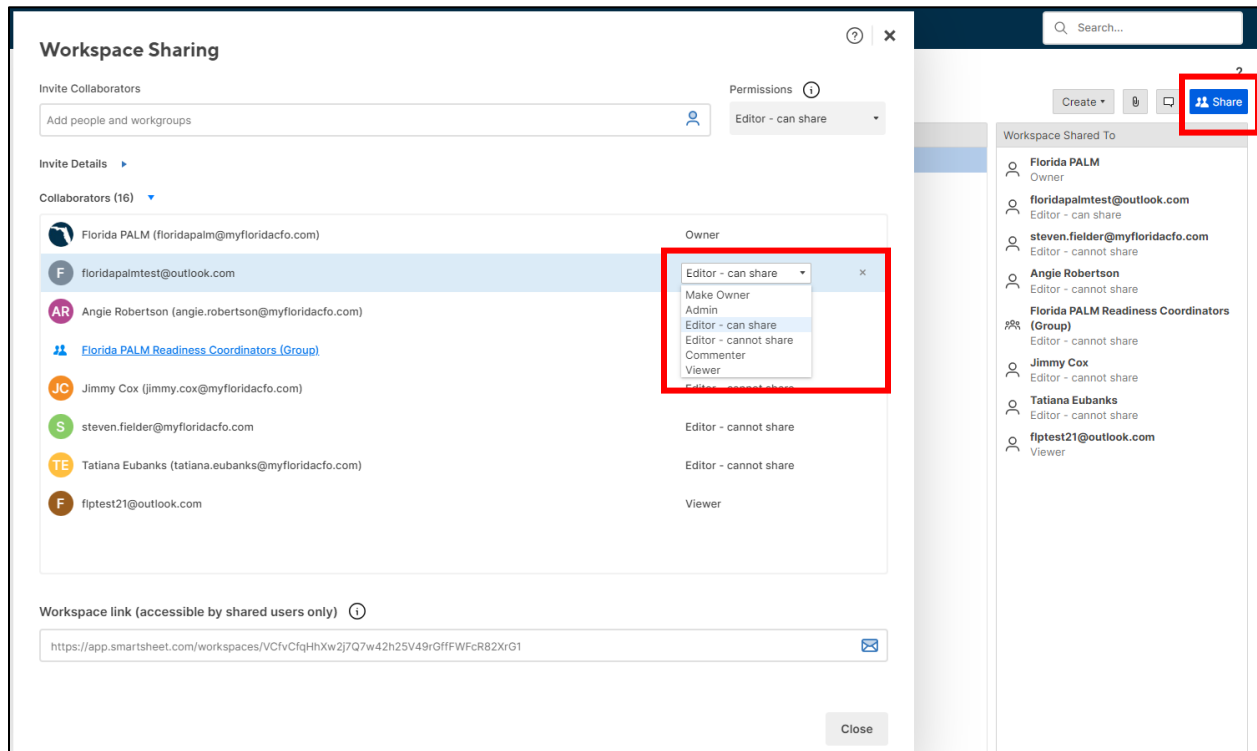 Workspace Sharing
Search...
Invite Collaborators
Permissions
Add people and workgroups
Editor - can share
Create
Share
Invite Details
Collaborators (16)
Florida PALM (floridapalm@myfloridacfo.com)
Owner
F
floridapalmtest@outlook.com
Editor - can share
Make Owner
Admin
Editor - can share
Editor - cannot share
Commenter
Viewer
AR
Angie Robertson (angie.robertson@myfloridacfo.com)
Florida PALM Readiness Coordinators (Group)
JC
Jimmy Cox (jimmy.cox@myfloridacfo.com)
Editor - cannot share
S
steven.fielder@myfloridacfo.com
Editor - cannot share
TE
Tatiana Eubanks (tatiana.eubanks@myfloridacfo.com)
Editor - cannot share
F
flptest21@outlook.com
Viewer
Workspace link (accessible by shared users only)
https://app.smartsheet.com/workspaces/VCfvCfqHhXw2j7Q7w42h25V49rGffFWFcR82XrG1
Close
Workspace Shared To
Florida PALM
Owner
floridapalmtest@outlook.com
Editor - can share
steven.fielder@myfloridacfo.com
Editor - cannot share
Angie Robertson
Editor - cannot share
Florida PALM Readiness Coordinators
(Group)
Editor - cannot share
Jimmy Cox
Editor - cannot share
Tatiana Eubanks
Editor - cannot share
flptest21@outlook.com
Viewer